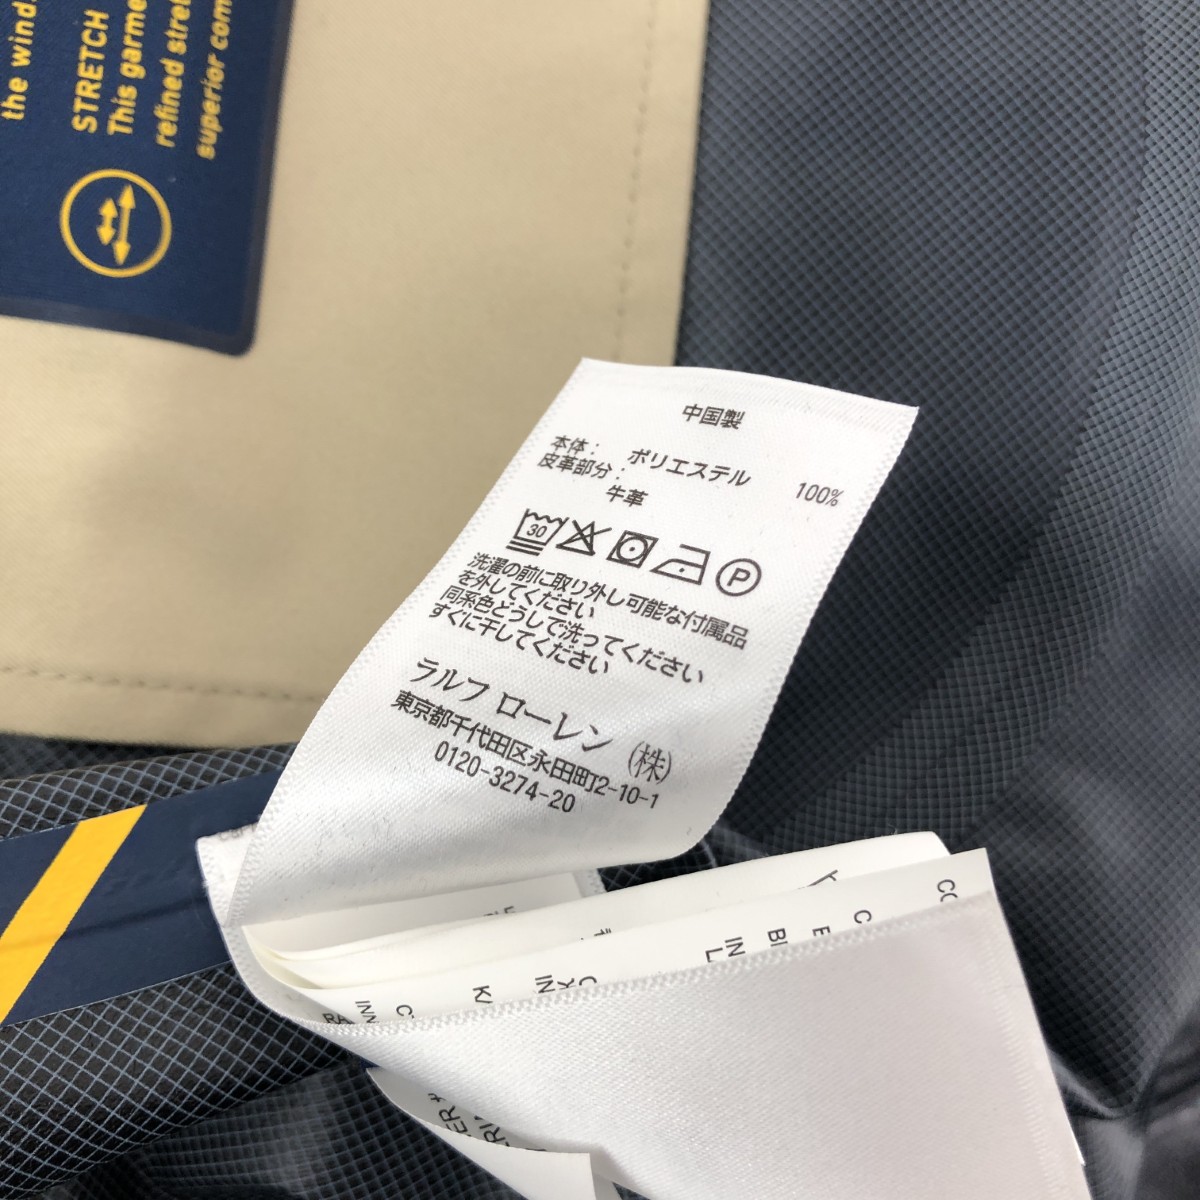 the wind.
STRETCH
This
refined
superior
中国製
本体： ポリエステル 100%
皮革部分：
牛革
30
P
洗濯の前に取り外し可能な付属品
を外してください
同系色どうしで洗ってください
すぐに干してください
ラルフ ローレン (株)
東京都千代田区永田町2-10-1
0120-3274-20